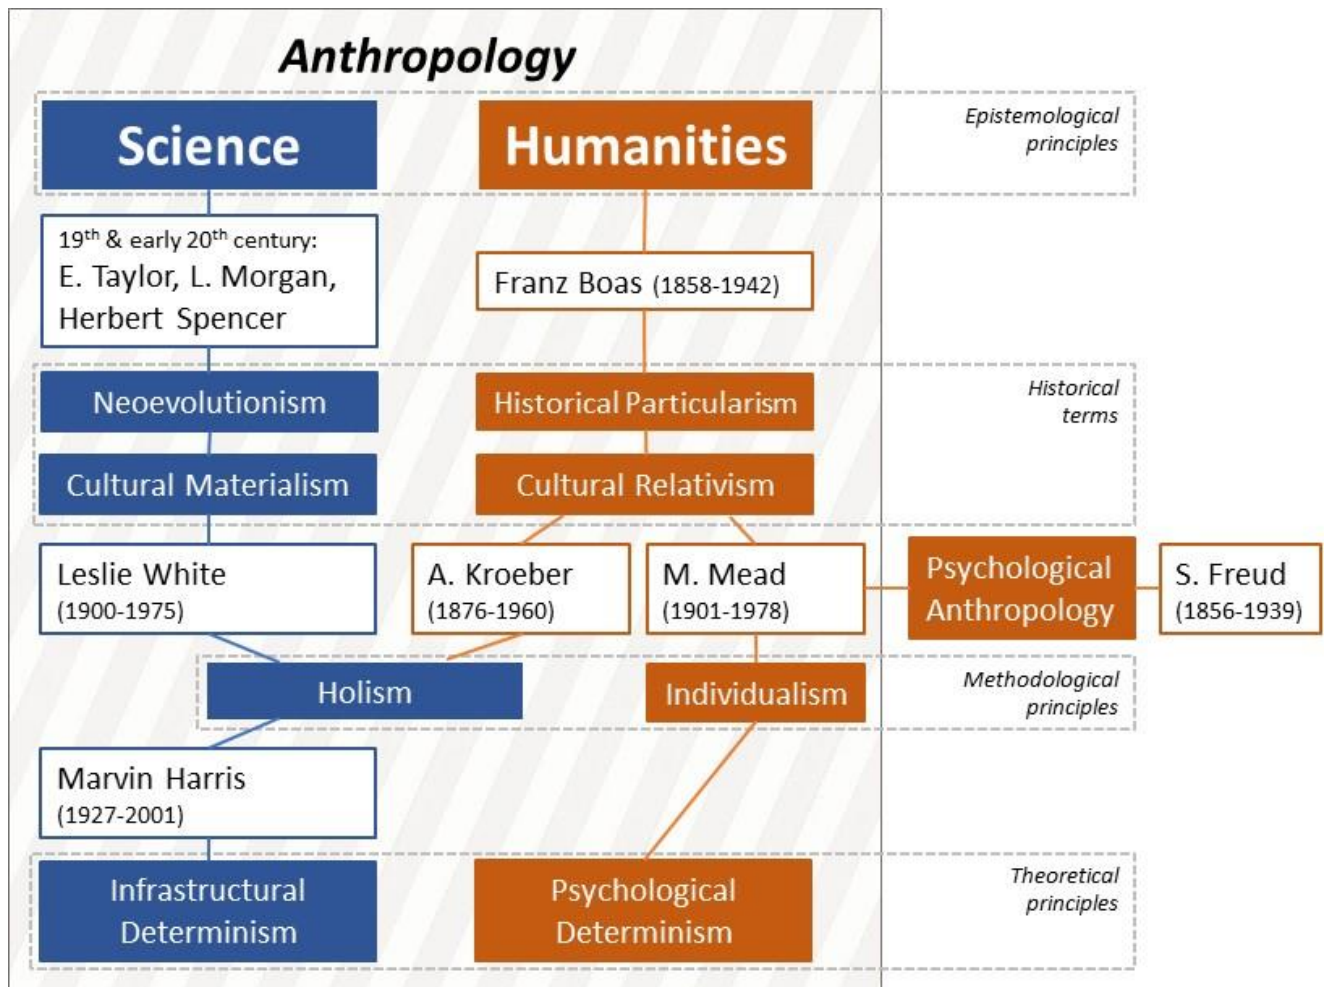 Anthropology
Science
Humanities
Epistemological
principles
19th & early 20th century:
E. Taylor, L. Morgan,
Herbert Spencer
Franz Boas (1858-1942)
Neoevolutionism
Historical Particularism
Historical
terms
Cultural Materialism
Cultural Relativism
Leslie White
(1900-1975)
A. Kroeber
(1876-1960)
M. Mead
(1901-1978)
Psychological
Anthropology
S. Freud
(1856-1939)
Holism
Individualism
Methodological
principles
Marvin Harris
(1927-2001)
Infrastructural
Determinism
Psychological
Determinism
Theoretical
principles